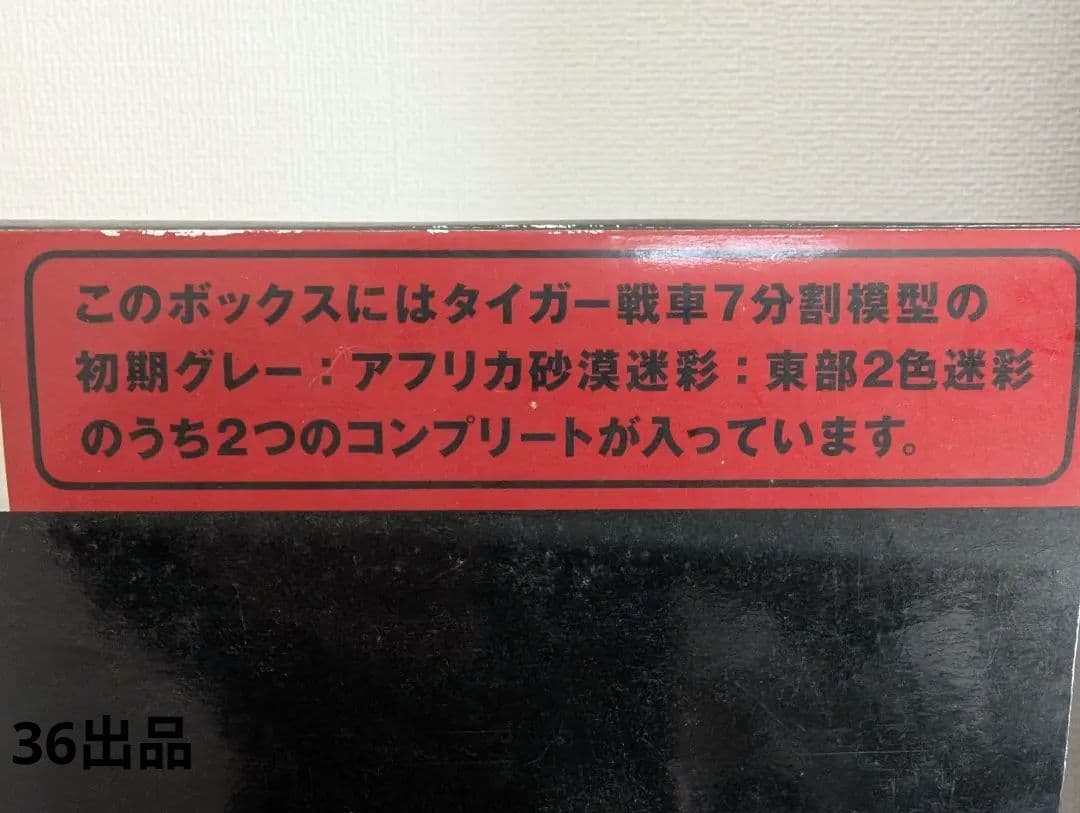 このボックスにはタイガー戦車7分割模型の
初期グレー：アフリカ砂漠迷彩：東部2色迷彩
のうち2つのコンプリートが入っています。
36出品